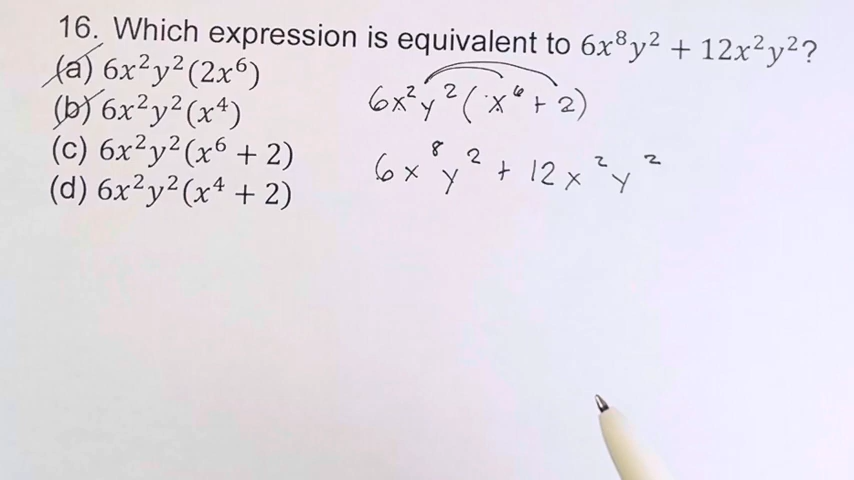 16. Which expression is equivalent to 6x⁸y² + 12x²y²?
(a) 6x²y²(2x⁶)
(b) 6x²y²(x⁴)
(c) 6x²y²(x⁶ + 2)
(d) 6x²y²(x⁴ + 2)
6x²y²(x⁶ + 2)
6x⁸y² + 12x²y²